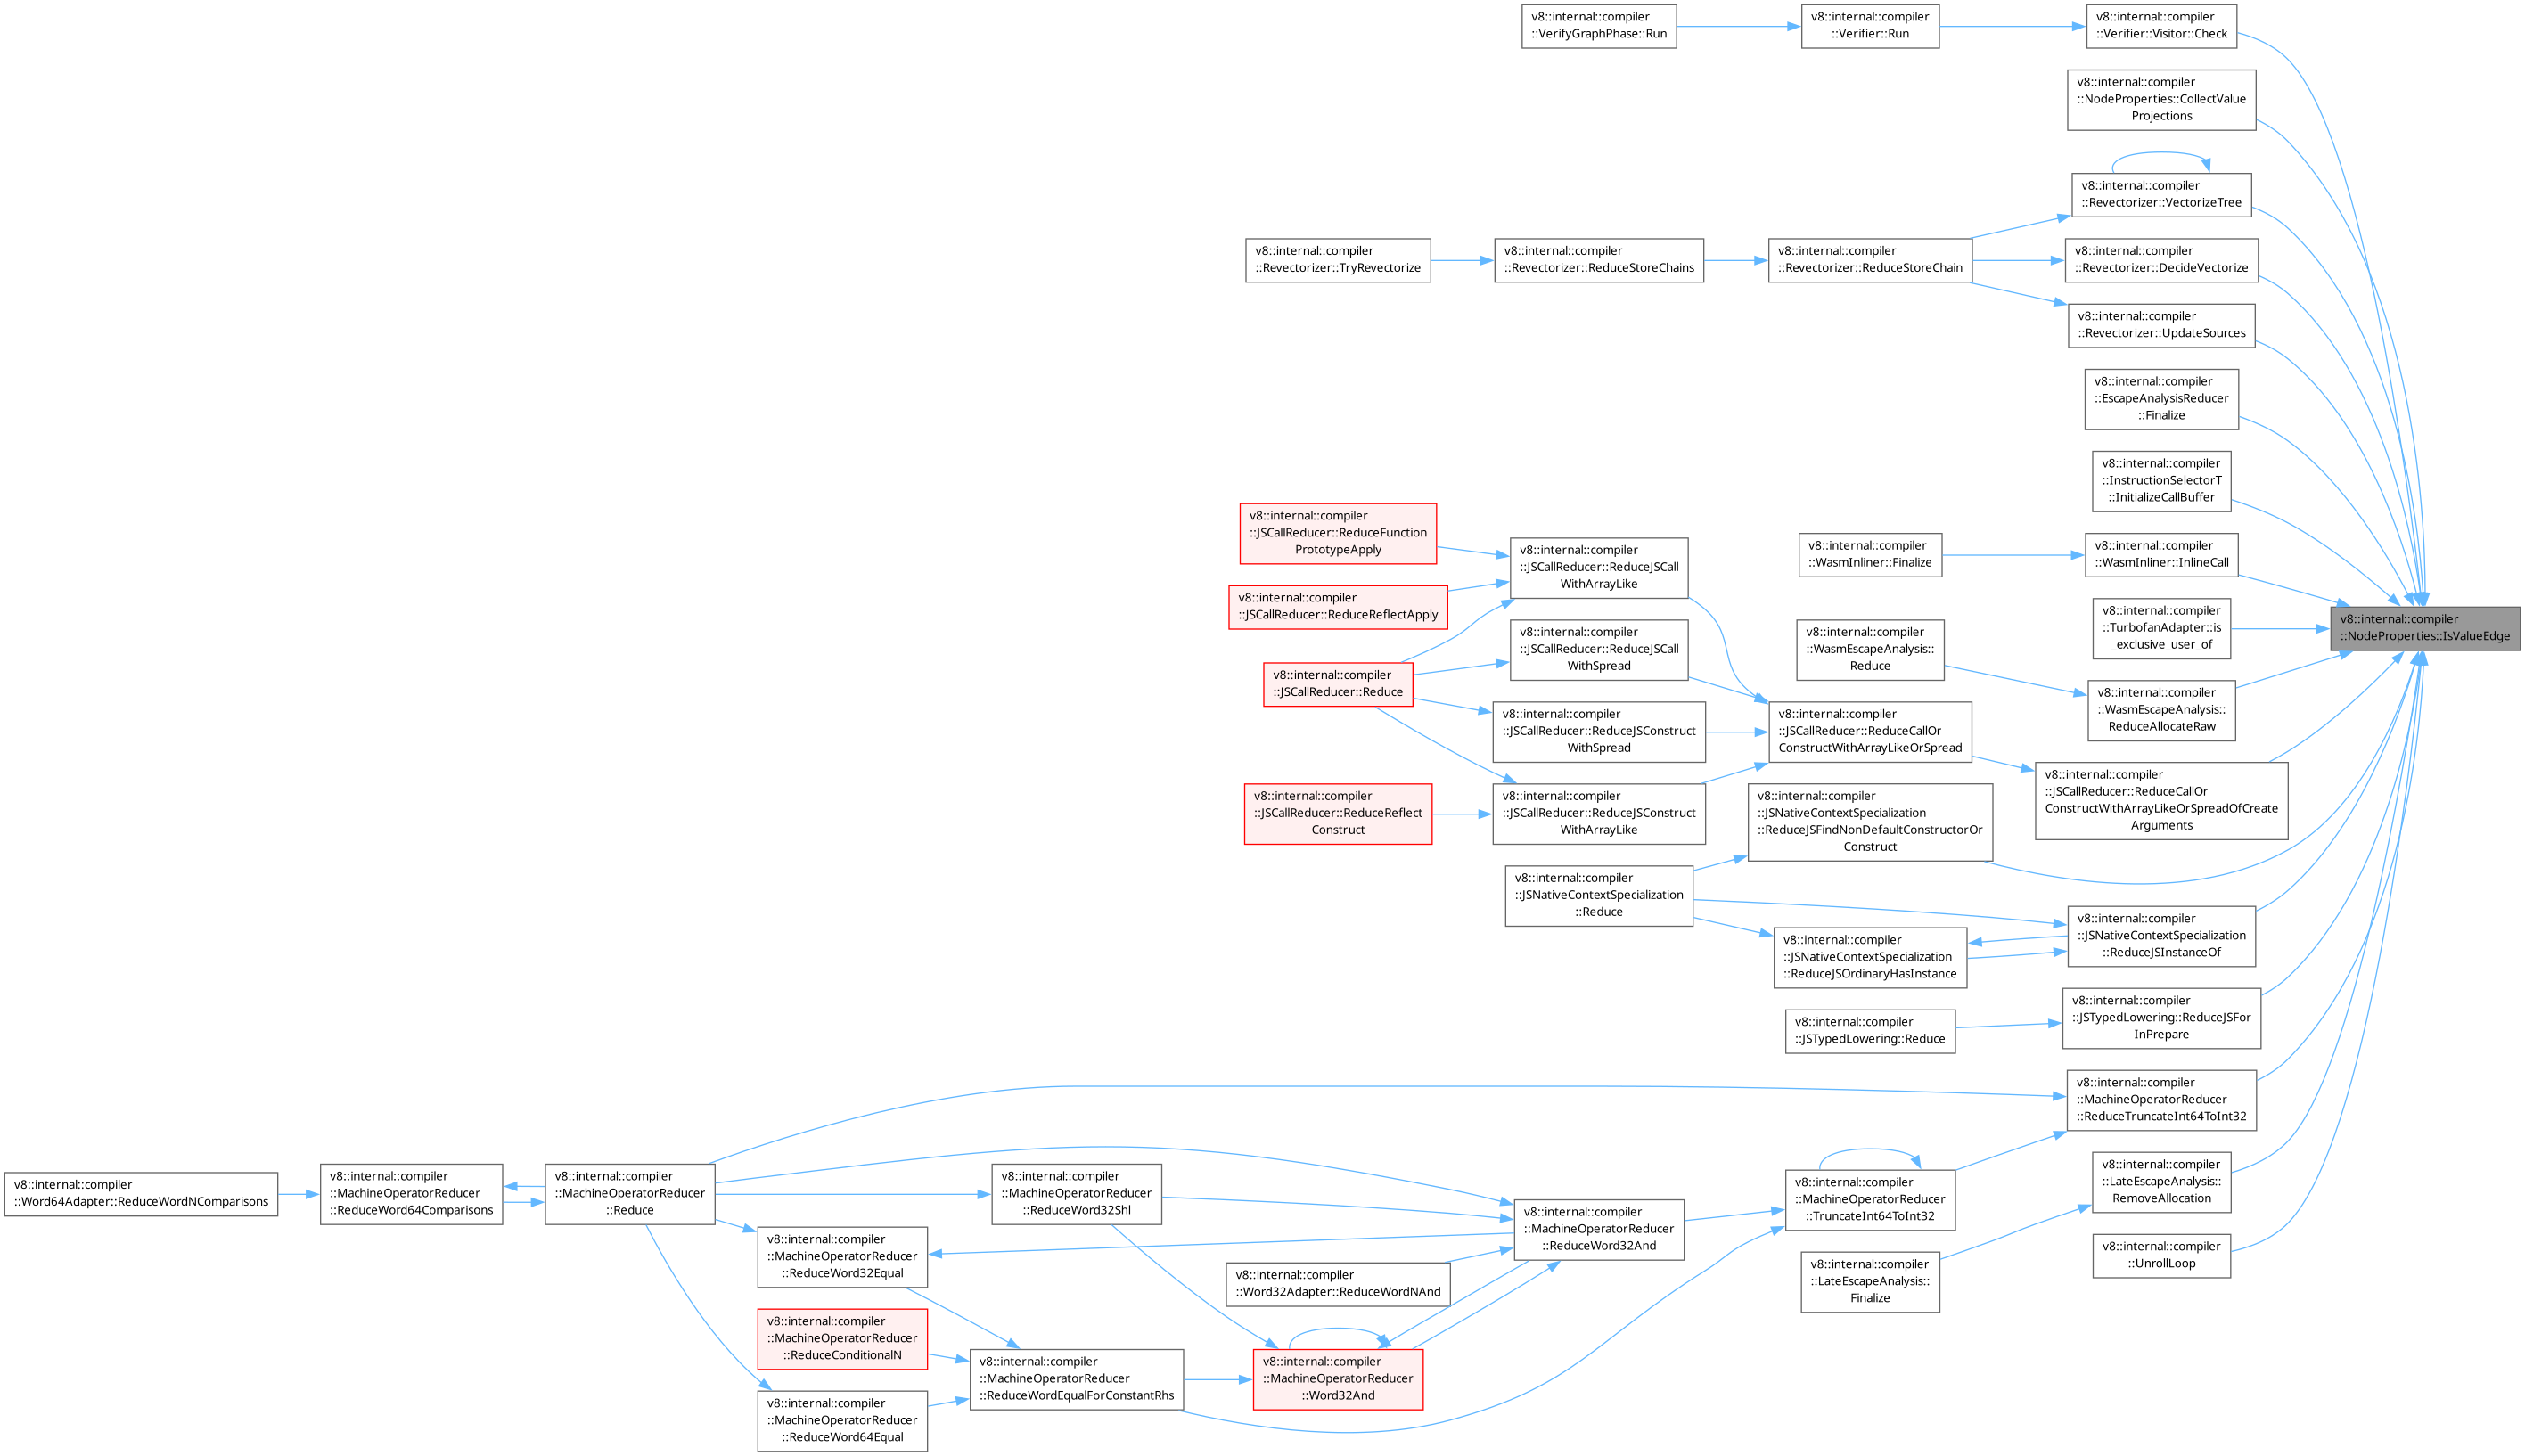 v8::internal::compiler
::VerifyGraphPhase::Run
v8::internal::compiler
::Verifier::Run
v8::internal::compiler
::Verifier::Visitor::Check
v8::internal::compiler
::NodeProperties::CollectValue
Projections
v8::internal::compiler
::Revectorizer::VectorizeTree
v8::internal::compiler
::Revectorizer::TryRevectorize
v8::internal::compiler
::Revectorizer::ReduceStoreChains
v8::internal::compiler
::Revectorizer::ReduceStoreChain
v8::internal::compiler
::Revectorizer::DecideVectorize
v8::internal::compiler
::Revectorizer::UpdateSources
v8::internal::compiler
::EscapeAnalysisReducer
::Finalize
v8::internal::compiler
::InstructionSelectorT
::InitializeCallBuffer
v8::internal::compiler
::JSCallReducer::ReduceFunction
PrototypeApply
v8::internal::compiler
::JSCallReducer::ReduceJSCall
WithArrayLike
v8::internal::compiler
::WasmInliner::Finalize
v8::internal::compiler
::WasmInliner::InlineCall
v8::internal::compiler
::JSCallReducer::ReduceReflectApply
v8::internal::compiler
::TurbofanAdapter::is
_exclusive_user_of
v8::internal::compiler
::NodeProperties::IsValueEdge
v8::internal::compiler
::JSCallReducer::ReduceJSCall
WithSpread
v8::internal::compiler
::WasmEscapeAnalysis::
Reduce
v8::internal::compiler
::JSCallReducer::Reduce
v8::internal::compiler
::WasmEscapeAnalysis::
ReduceAllocateRaw
v8::internal::compiler
::JSCallReducer::ReduceJSConstruct
WithSpread
v8::internal::compiler
::JSCallReducer::ReduceCallOr
ConstructWithArrayLikeOrSpread
v8::internal::compiler
::JSCallReducer::ReduceCallOr
ConstructWithArrayLikeOrSpreadOfCreate
Arguments
v8::internal::compiler
::JSCallReducer::ReduceReflect
Construct
v8::internal::compiler
::JSCallReducer::ReduceJSConstruct
WithArrayLike
v8::internal::compiler
::JSNativeContextSpecialization
::ReduceJSFindNonDefaultConstructorOr
Construct
v8::internal::compiler
::JSNativeContextSpecialization
::Reduce
v8::internal::compiler
::JSNativeContextSpecialization
::ReduceJSOrdinaryHasInstance
v8::internal::compiler
::JSNativeContextSpecialization
::ReduceJSInstanceOf
v8::internal::compiler
::JSTypedLowering::Reduce
v8::internal::compiler
::JSTypedLowering::ReduceJSFor
InPrepare
v8::internal::compiler
::MachineOperatorReducer
::ReduceTruncateInt64ToInt32
v8::internal::compiler
::Word64Adapter::ReduceWordNComparisons
v8::internal::compiler
::MachineOperatorReducer
::ReduceWord64Comparisons
v8::internal::compiler
::MachineOperatorReducer
::Reduce
v8::internal::compiler
::MachineOperatorReducer
::ReduceWord32Shl
v8::internal::compiler
::MachineOperatorReducer
::TruncateInt64ToInt32
v8::internal::compiler
::LateEscapeAnalysis::
RemoveAllocation
v8::internal::compiler
::MachineOperatorReducer
::ReduceWord32And
v8::internal::compiler
::MachineOperatorReducer
::ReduceWord32Equal
v8::internal::compiler
::Word32Adapter::ReduceWordNAnd
v8::internal::compiler
::LateEscapeAnalysis::
Finalize
v8::internal::compiler
::UnrollLoop
v8::internal::compiler
::MachineOperatorReducer
::ReduceConditionalN
v8::internal::compiler
::MachineOperatorReducer
::ReduceWordEqualForConstantRhs
v8::internal::compiler
::MachineOperatorReducer
::Word32And
v8::internal::compiler
::MachineOperatorReducer
::ReduceWord64Equal